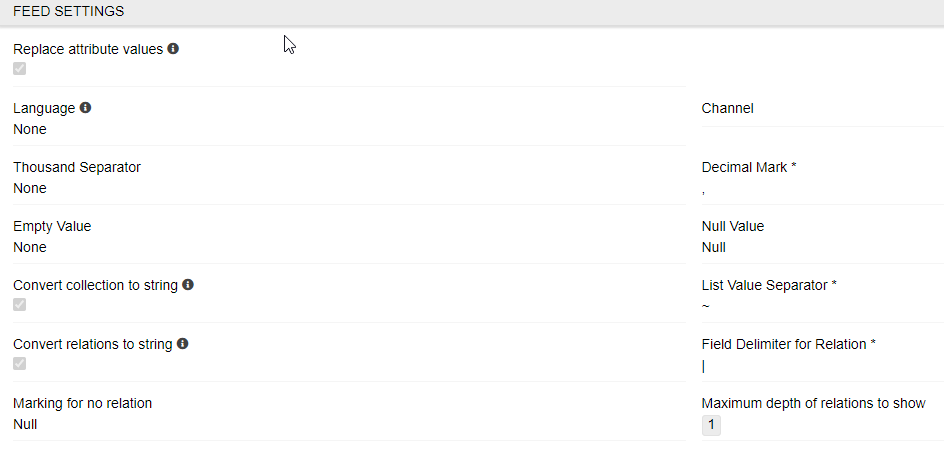 FEED SETTINGS
Replace attribute values
Language
None
Channel
Thousand Separator
None
Decimal Mark *
,
Empty Value
None
Null Value
Null
Convert collection to string
List Value Separator *
~
Convert relations to string
Field Delimiter for Relation *
|
Marking for no relation
Null
Maximum depth of relations to show
1